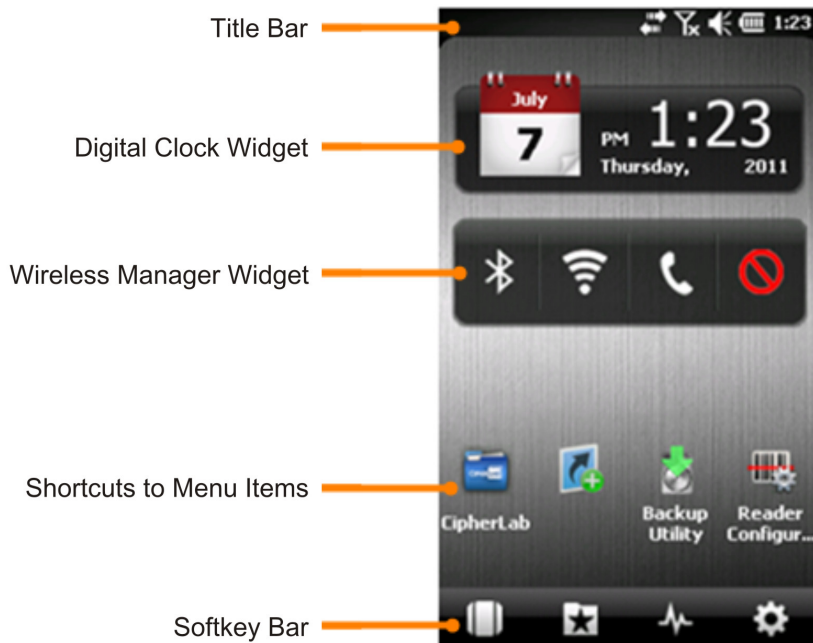 Title Bar
1:23
July
7
PM 1:23
Thursday, 2011
Digital Clock Widget
Wireless Manager Widget
Shortcuts to Menu Items
CipherLab
Backup Utility
Reader Configur...
Softkey Bar